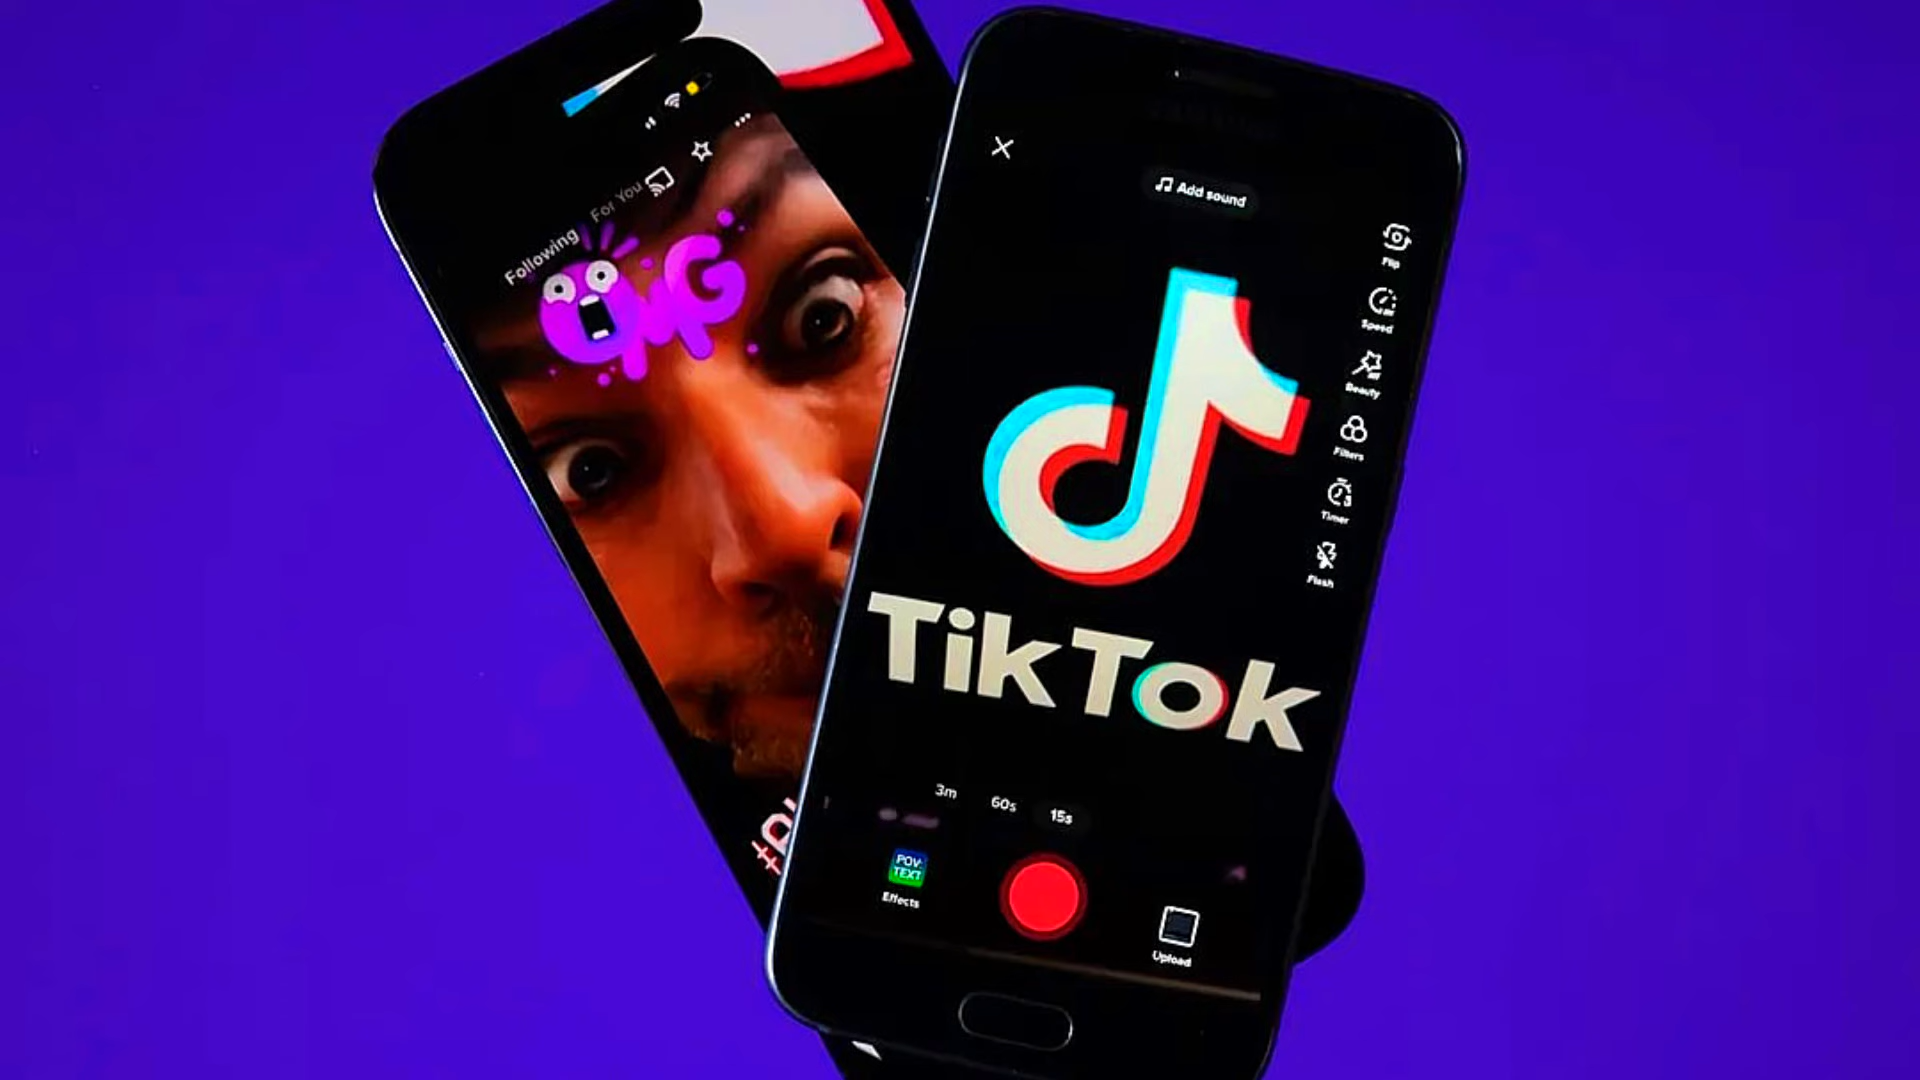 Following
For You
OMG
Add sound
Flip
Speed
Beauty
Filters
Timer
Flash
TikTok
3m
60s
15s
POV:
TEXT
Effects
Upload